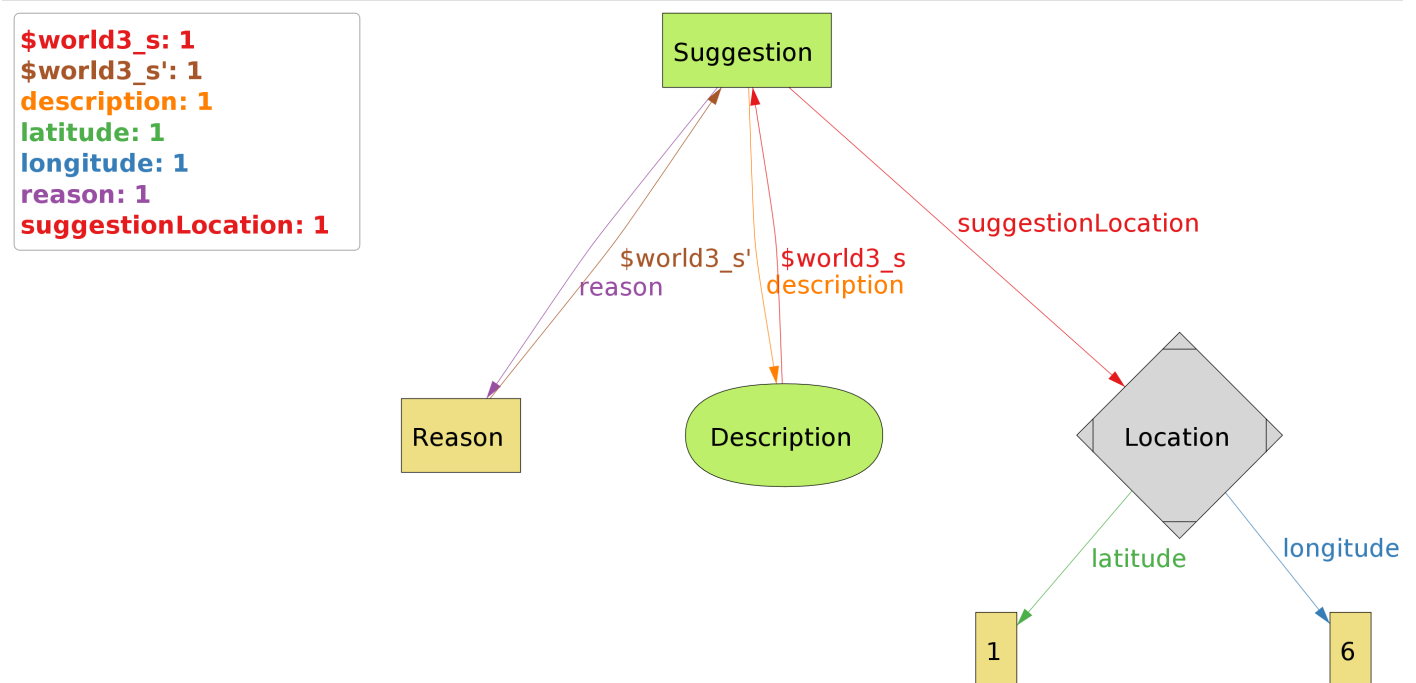 $world3_s: 1
$world3_s': 1
description: 1
latitude: 1
longitude: 1
reason: 1
suggestionLocation: 1
Suggestion
suggestionLocation
$world3_s'
$world3_s
reason
description
Reason
Description
Location
latitude
longitude
1
6